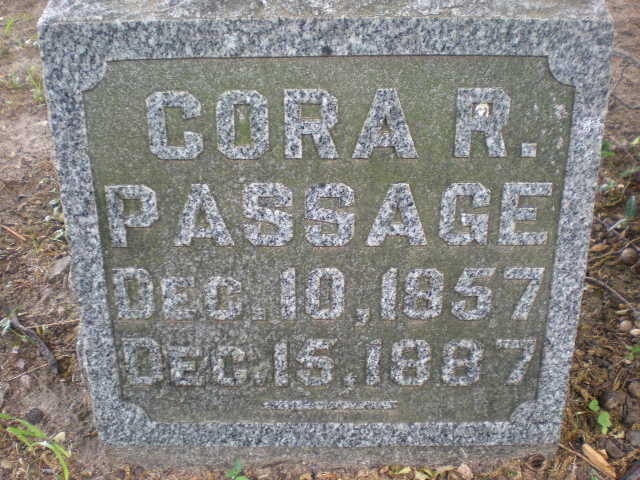 CORA R.
PASSAGE
DEC. 10, 1857
DEC. 15, 1887